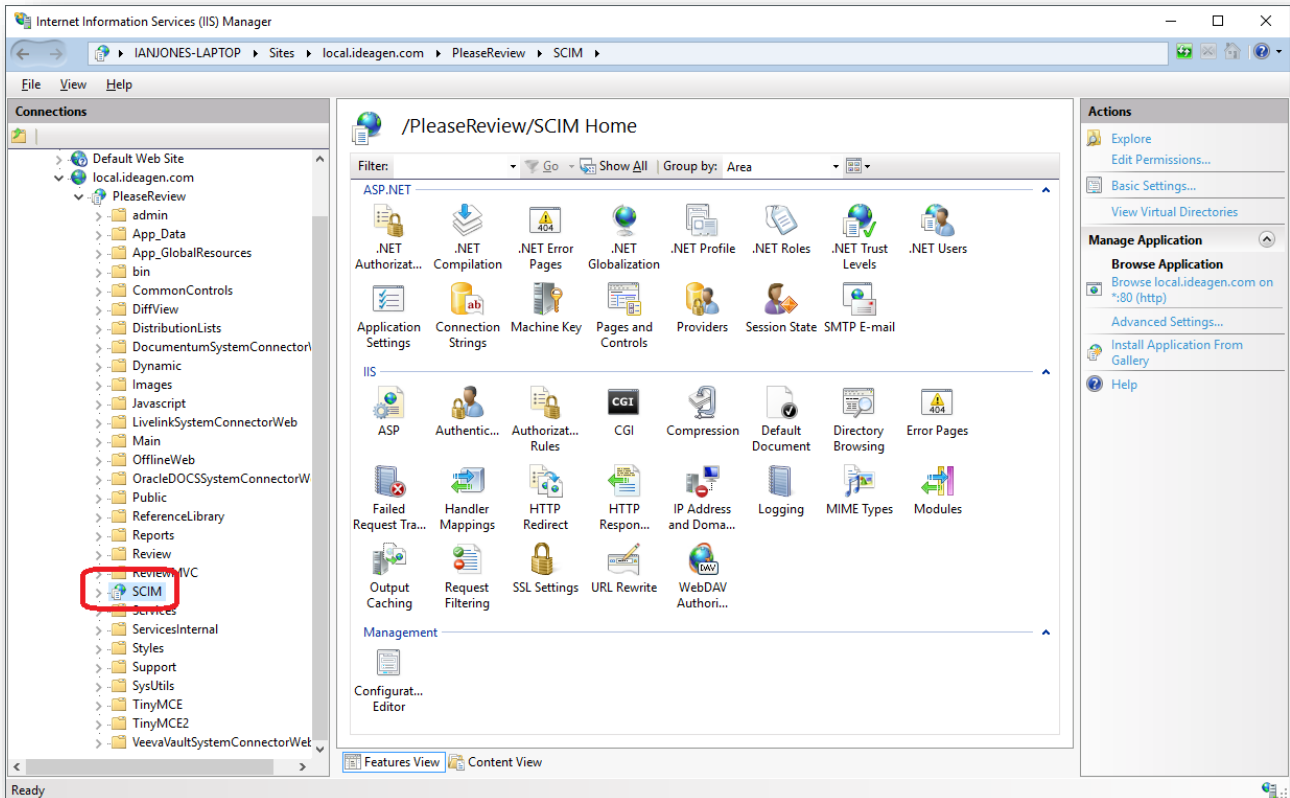 Internet Information Services (IIS) Manager
IANJONES-LAPTOP Sites local.ideagen.com PleaseReview SCIM
File View Help
Connections
Default Web Site
local.ideagen.com
PleaseReview
admin
App_Data
App_GlobalResources
bin
CommonControls
DiffView
DistributionLists
DocumentumSystemConnectorW
Dynamic
Images
Javascript
LivelinkSystemConnectorWeb
Main
OfflineWeb
OracleDOCSSystemConnectorW
Public
ReferenceLibrary
Reports
Review
ReviewMVC
SCIM
Services
ServicesInternal
Styles
Support
SysUtils
TinyMCE
TinyMCE2
VeevaVaultSystemConnectorWeb
/PleaseReview/SCIM Home
Filter: Go Show All Group by: Area
ASP.NET
.NET Authorizat...
.NET Compilation
.NET Error Pages
404
.NET Globalization
.NET Profile
.NET Roles
.NET Trust Levels
.NET Users
Application Settings
ab
Connection Strings
Machine Key
Pages and Controls
Providers
Session State
SMTP E-mail
IIS
ASP
Authentic...
Authorizat... Rules
CGI
CGI
Compression
Default Document
Directory Browsing
404
Error Pages
Failed Request Tra...
Handler Mappings
HTTP Redirect
HTTP Respon...
IP Address and Doma...
Logging
MIME Types
Modules
Output Caching
Request Filtering
SSL Settings
URL Rewrite
DAV
WebDAV Authori...
Management
Configurat... Editor
Features View Content View
Actions
Explore
Edit Permissions...
Basic Settings...
View Virtual Directories
Manage Application
Browse Application
Browse local.ideagen.com on
*:80 (http)
Advanced Settings...
Install Application From
Gallery
Help
Ready